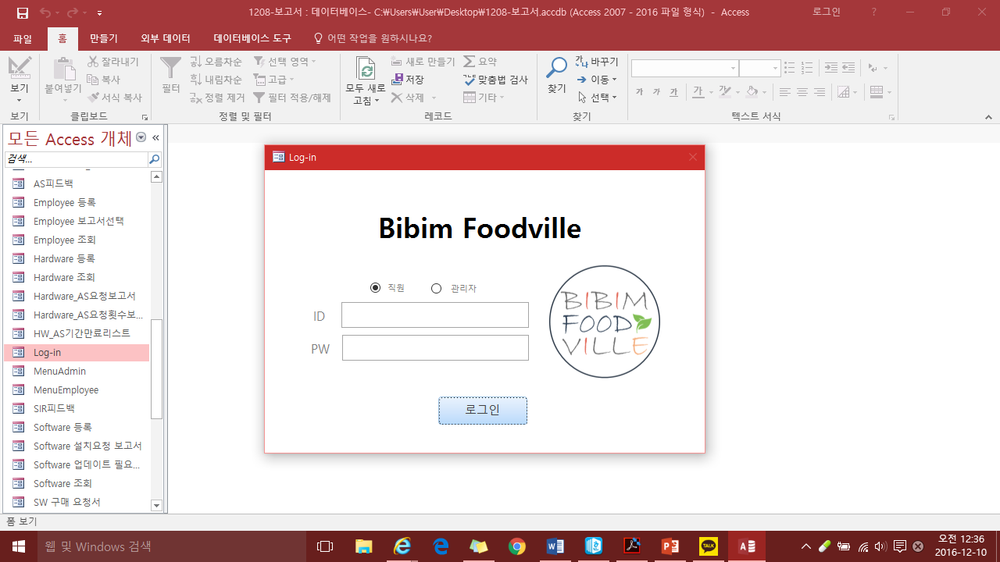 1208-보고서 : 데이터베이스- C:₩Users₩User₩Desktop₩1208-보고서.accdb (Access 2007 - 2016 파일 형식) - Access
로그인
?
파일 홈 만들기 외부 데이터 데이터베이스 도구 어떤 작업을 원하시나요?
보기
보기
붙여넣기
잘라내기
복사
서식 복사
클립보드
필터
오름차순
내림차순
정렬 제거
선택 영역
고급
필터 적용/해제
정렬 및 필터
모두 새로
고침
새로 만들기
저장
삭제
요약
맞춤법 검사
기타
레코드
찾기
바꾸기
이동
선택
찾기
가 가 가 가
텍스트 서식
모든 Access 개체
검색...
AS피드백
Employee 등록
Employee 보고서선택
Employee 조회
Hardware 등록
Hardware 조회
Hardware_AS요청보고서
Hardware_AS요청횟수보...
HW_AS기간만료리스트
Log-in
MenuAdmin
MenuEmployee
SIR피드백
Software 등록
Software 설치요청 보고서
Software 업데이트 필요...
Software 조회
SW 구매 요청서
Log-in
Bibim Foodville
직원 관리자
ID
PW
로그인
BIBIM
FOOD
VILLE
폼 보기
웹 및 Windows 검색
TALK
오전 12:36
2016-12-10